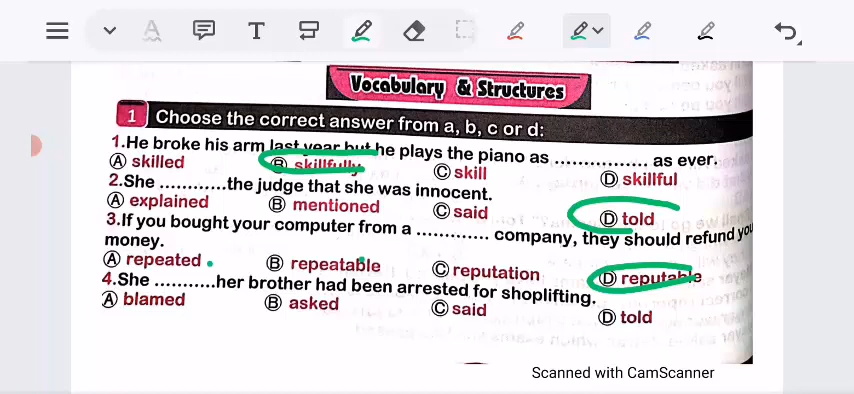 A
T
Vocabulary & Structures
1 Choose the correct answer from a, b, c or d:
1.He broke his arm last year but he plays the piano as ................ as ever.
Ⓐ skilled Ⓑ skillfully Ⓒ skill Ⓓ skillful
2.She ............the judge that she was innocent.
Ⓐ explained Ⓑ mentioned Ⓒ said Ⓓ told
3.If you bought your computer from a ............. company, they should refund you
money.
Ⓐ repeated Ⓑ repeatable Ⓒ reputation Ⓓ reputable
4.She ...........her brother had been arrested for shoplifting.
Ⓐ blamed Ⓑ asked Ⓒ said Ⓓ told
Scanned with CamScanner